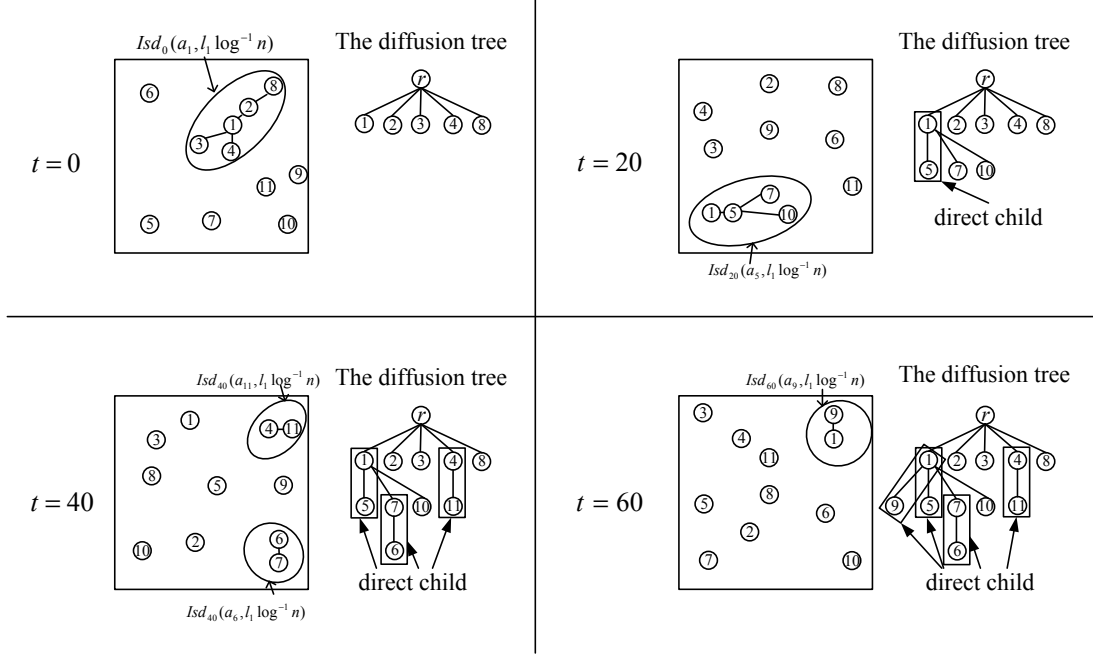 Isd₀(a₁, l₁ log⁻¹ n)
The diffusion tree
t = 0
6
8
2
1
3
4
9
11
5
7
10
r
1 2 3 4 8
The diffusion tree
t = 20
2
8
4
9
6
3
11
7
1 5 10
Isd₂₀(a₅, l₁ log⁻¹ n)
r
1 2 3 4 8
5 7 10
direct child
Isd₄₀(a₁₁, l₁ log⁻¹ n)
The diffusion tree
t = 40
1
4 11
3
8
5
9
2
10
6
7
Isd₄₀(a₆, l₁ log⁻¹ n)
r
1 2 3 4 8
5 7 10 11
6
direct child
Isd₆₀(a₉, l₁ log⁻¹ n)
The diffusion tree
t = 60
3
9
4
1
11
8
5
6
2
7
10
r
1 2 3 4 8
9 5 7 10 11
6
direct child